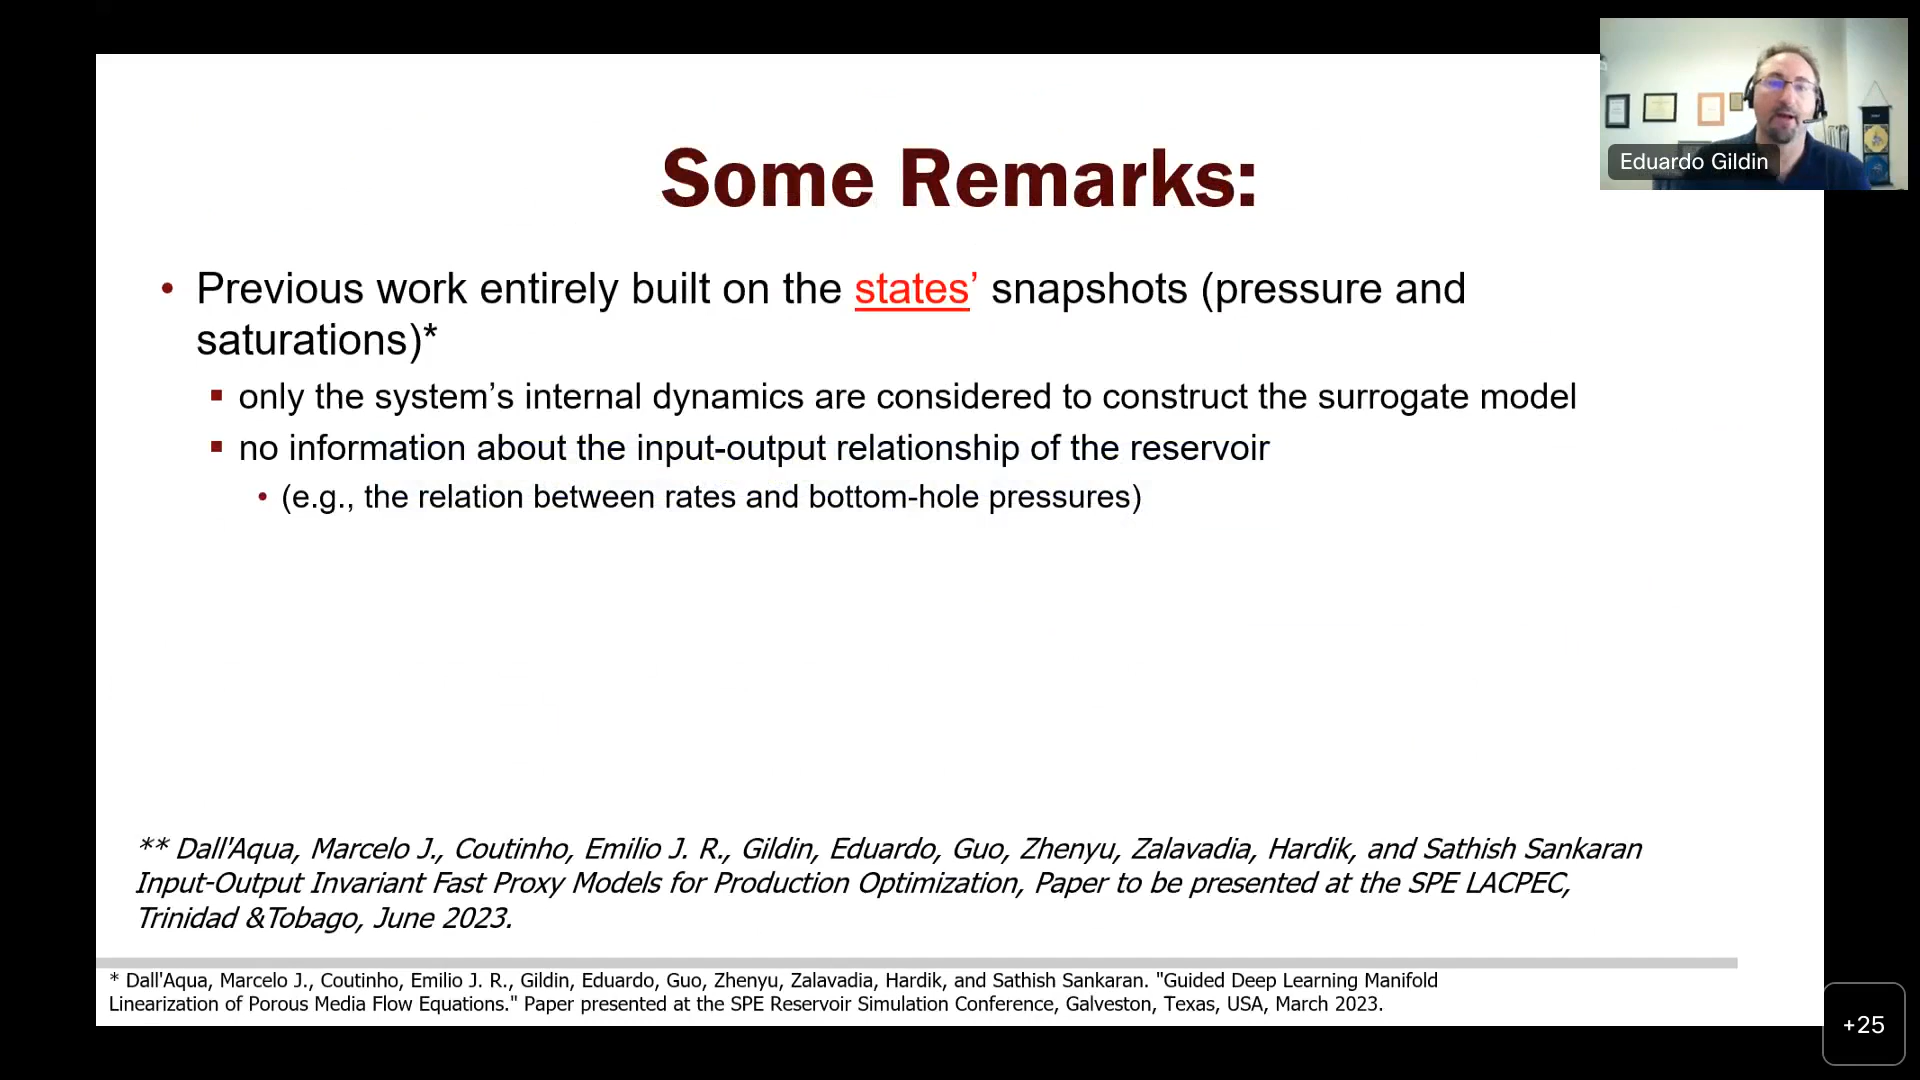 Some Remarks:
Eduardo Gildin
• Previous work entirely built on the states’ snapshots (pressure and
saturations)*
▪ only the system’s internal dynamics are considered to construct the surrogate model
▪ no information about the input-output relationship of the reservoir
• (e.g., the relation between rates and bottom-hole pressures)
** Dall'Aqua, Marcelo J., Coutinho, Emilio J. R., Gildin, Eduardo, Guo, Zhenyu, Zalavadia, Hardik, and Sathish Sankaran
Input-Output Invariant Fast Proxy Models for Production Optimization, Paper to be presented at the SPE LACPEC,
Trinidad &Tobago, June 2023.
* Dall'Aqua, Marcelo J., Coutinho, Emilio J. R., Gildin, Eduardo, Guo, Zhenyu, Zalavadia, Hardik, and Sathish Sankaran. "Guided Deep Learning Manifold
Linearization of Porous Media Flow Equations." Paper presented at the SPE Reservoir Simulation Conference, Galveston, Texas, USA, March 2023.
+25